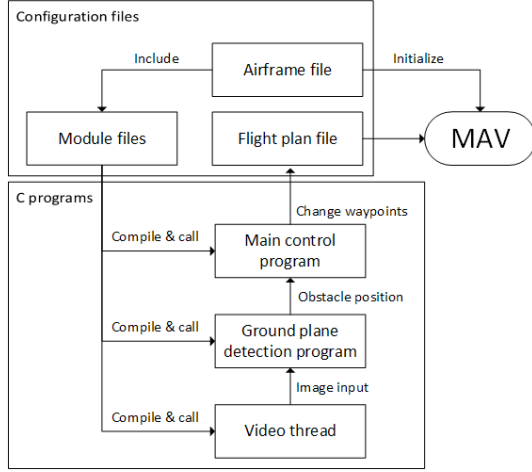 Configuration files
Include
Airframe file
Initialize
Module files
Flight plan file
MAV
C programs
Change waypoints
Compile & call
Main control
program
Obstacle position
Compile & call
Ground plane
detection program
Image input
Compile & call
Video thread